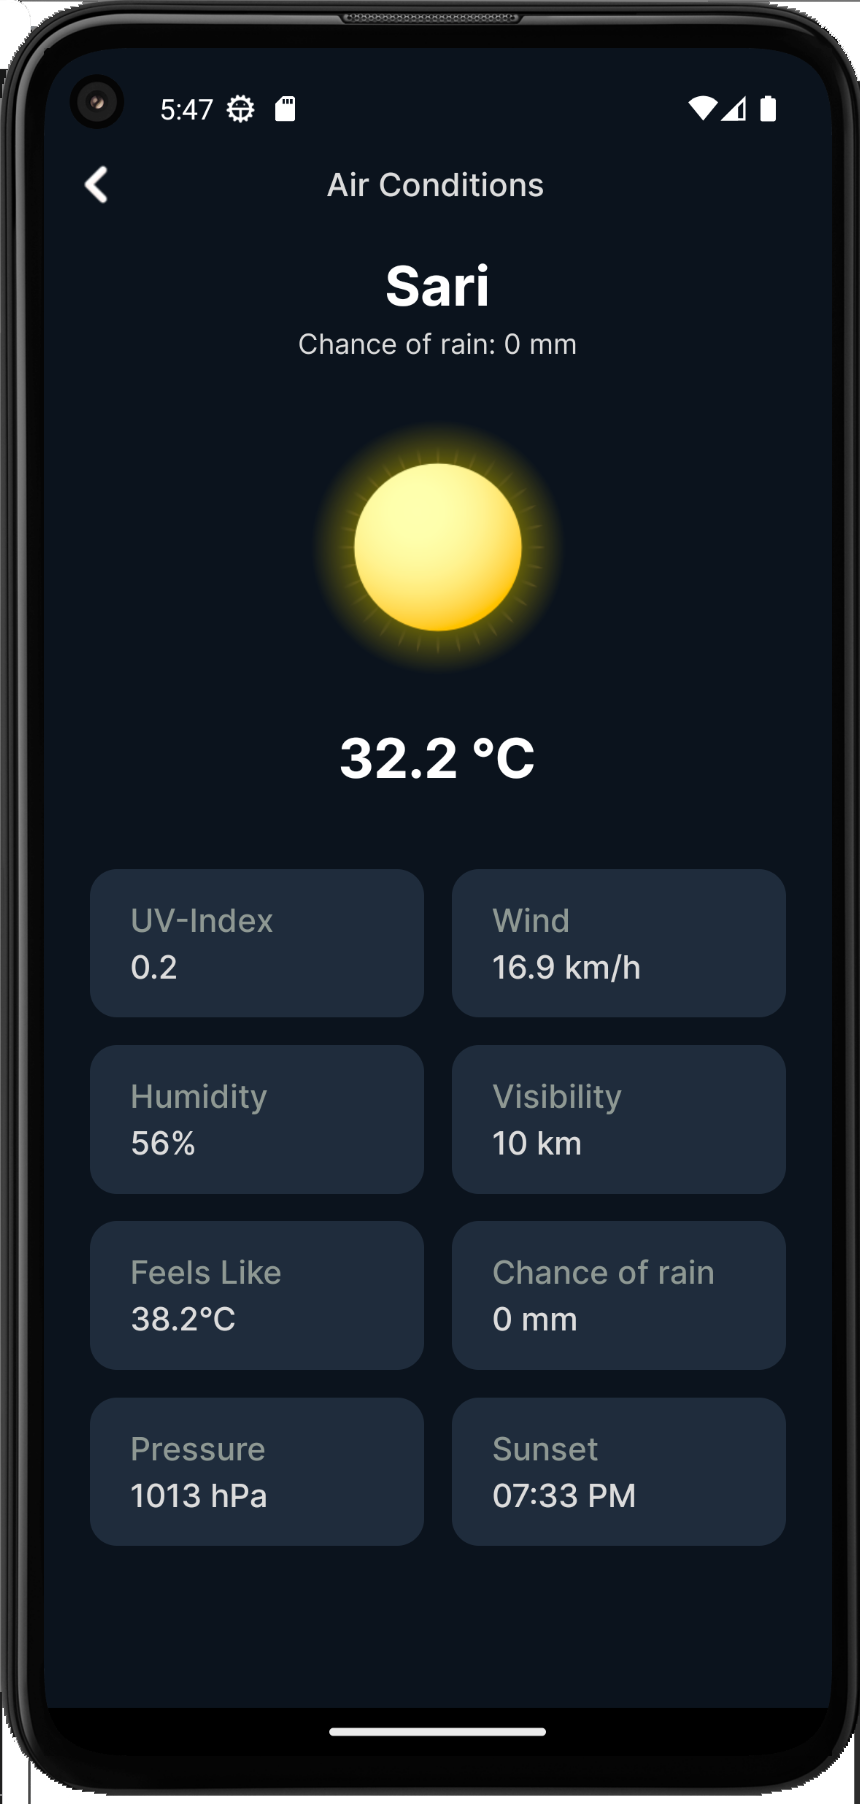 5:47
Air Conditions
Sari
Chance of rain: 0 mm
32.2 °C
UV-Index
0.2
Wind
16.9 km/h
Humidity
56%
Visibility
10 km
Feels Like
38.2°C
Chance of rain
0 mm
Pressure
1013 hPa
Sunset
07:33 PM